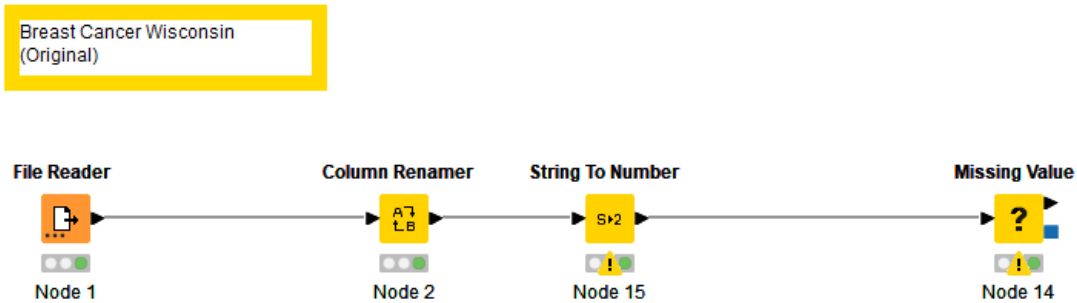 Breast Cancer Wisconsin
(Original)
File Reader
Column Renamer
String To Number
Missing Value
A
B
S▸2
?
!
!
Node 1
Node 2
Node 15
Node 14